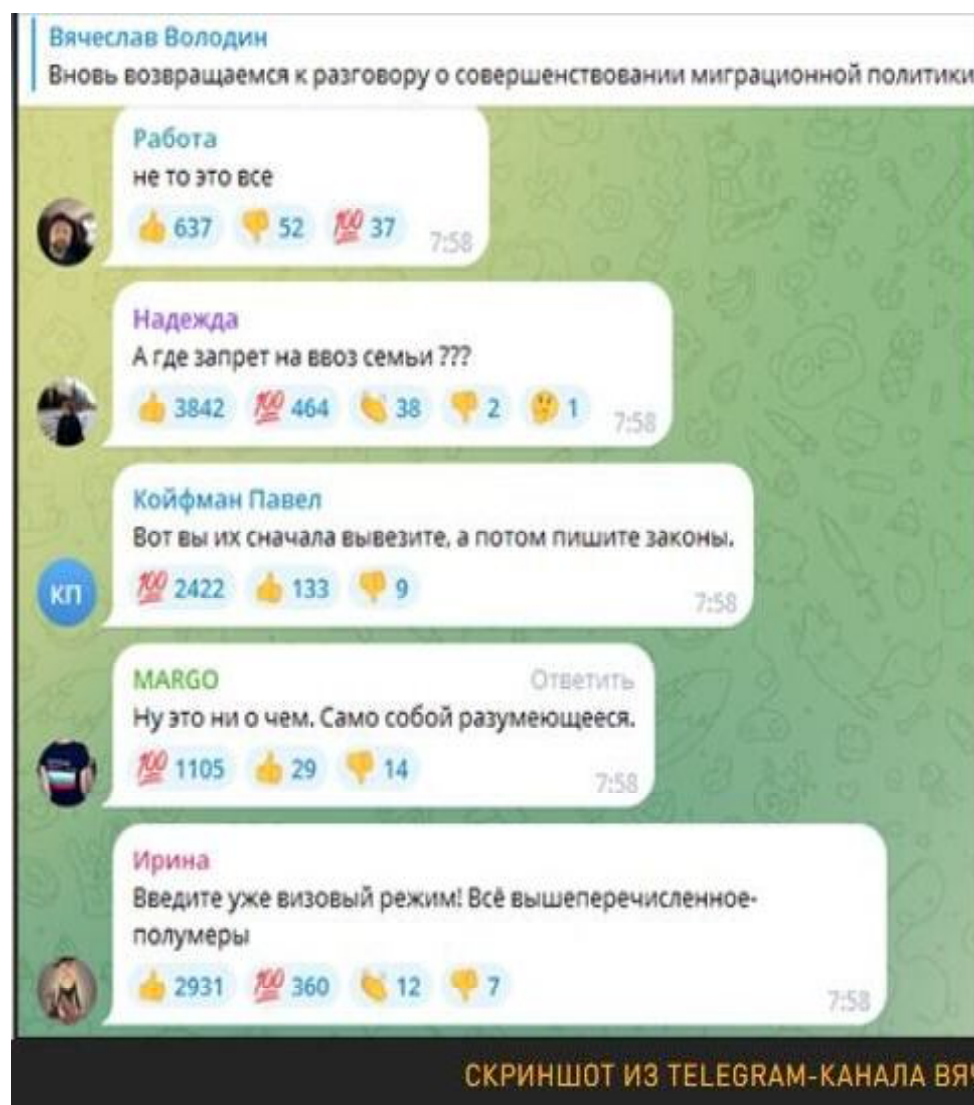 Вячеслав Володин
Вновь возвращаемся к разговору о совершенствовании миграционной политики
Работа
не то это все
👍 637 👎 52 💯 37 7:58
Надежда
А где запрет на ввоз семьи ???
👍 3842 💯 464 👏 38 👎 2 🤔 1 7:58
Койфман Павел
Вот вы их сначала вывезите, а потом пишите законы.
КП
💯 2422 👍 133 👎 9 7:58
MARGO Ответить
Ну это ни о чем. Само собой разумеющееся.
💯 1105 👍 29 👎 14 7:58
Ирина
Введите уже визовый режим! Всё вышеперечисленное-
полумеры
👍 2931 💯 360 👏 12 👎 7 7:58
СКРИНШОТ ИЗ TELEGRAM-КАНАЛА ВЯ